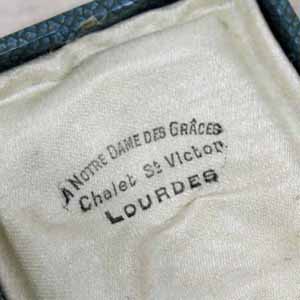 A NOTRE DAME DES GRÂCES
Chalet St Victor
LOURDES